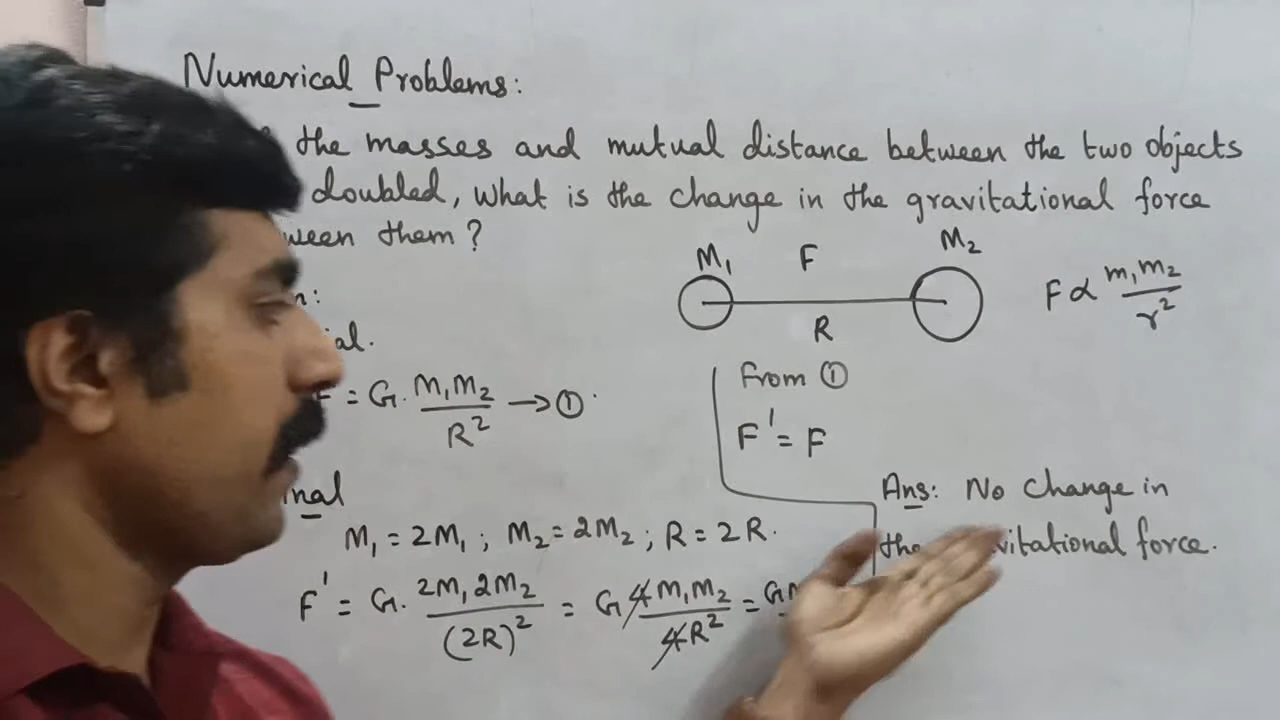 Numerical Problems:
the masses and mutual distance between the two objects
doubled, what is the change in the gravitational force
them?
M₁ F M₂
R
F ∝ m₁m₂/r²
= G · M₁M₂/R² → ①
From ①
F' = F
M₁ = 2M₁ ; M₂ = 2M₂ ; R = 2R.
F' = G · 2M₁ 2M₂/(2R)² = G 4M₁M₂/4R² =
Ans: No change in
force.